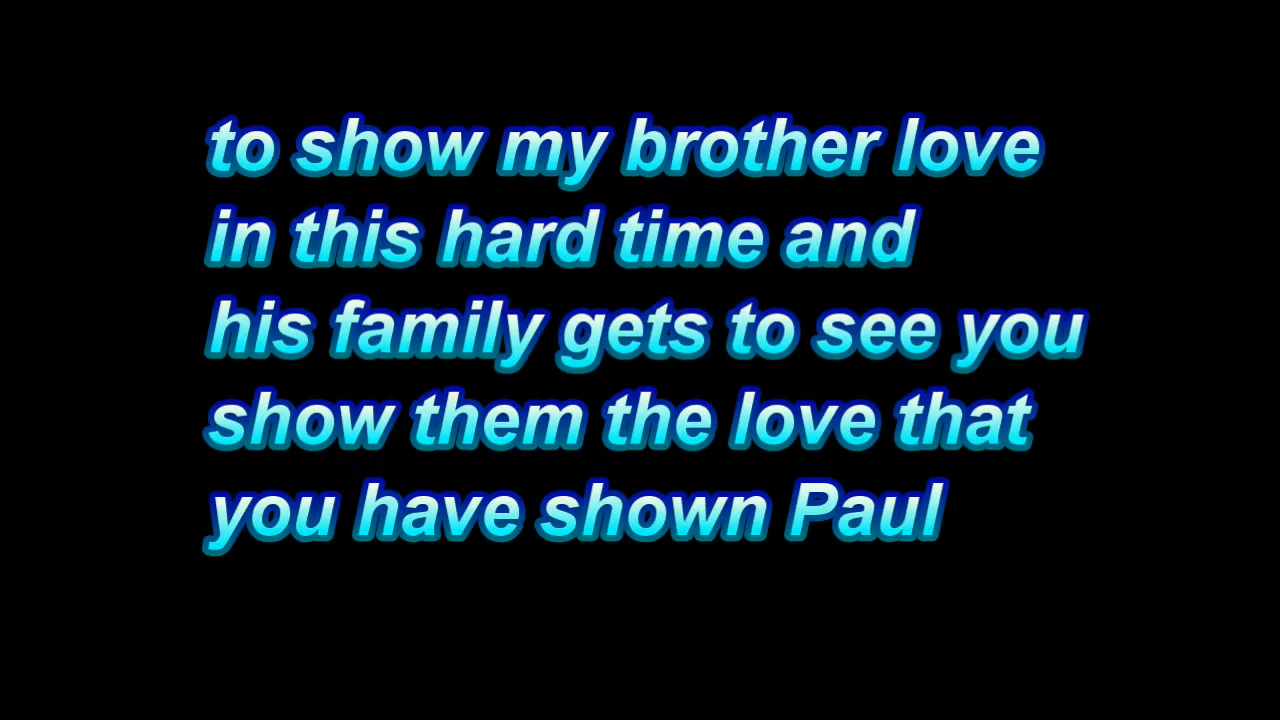 to show my brother love
in this hard time and
his family gets to see you
show them the love that
you have shown Paul